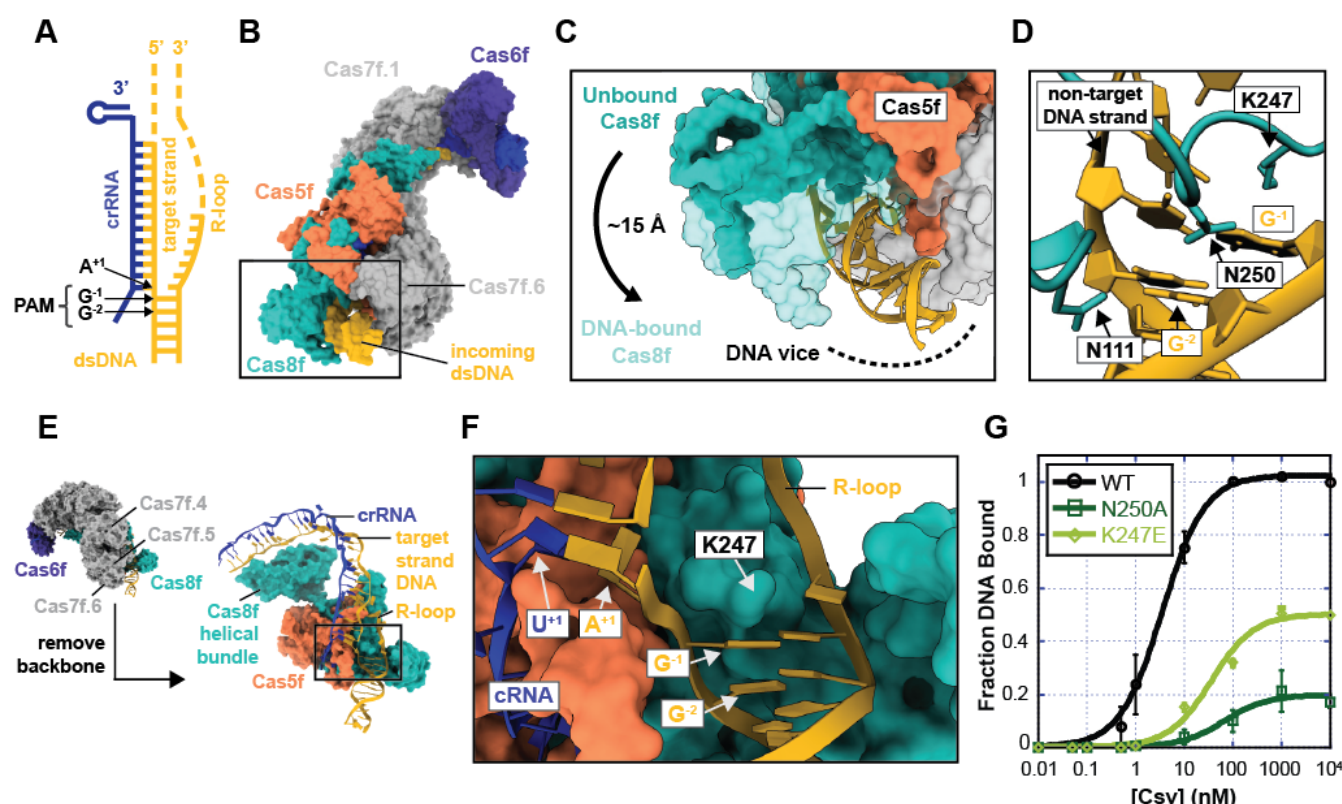 A
5’ 3’
3’
crRNA
target strand
R-loop
A+1
PAM
G-1
G-2
dsDNA
B
Cas7f.1
Cas6f
Cas5f
Cas7f.6
Cas8f
incoming
dsDNA
C
Unbound
Cas8f
Cas5f
~15 Å
DNA-bound
Cas8f
DNA vice
D
non-target
DNA strand
K247
G-1
N250
N111
G-2
E
Cas7f.4
Cas7f.5
Cas6f
Cas8f
Cas7f.6
remove
backbone
crRNA
target
strand
DNA
R-loop
Cas8f
helical
bundle
Cas5f
F
R-loop
K247
U+1
A+1
G-1
cRNA
G-2
G
WT
N250A
K247E
Fraction DNA Bound
1
0.8
0.6
0.4
0.2
0
0.01 0.1 1 10 100 1000 10⁴
[Csy] (nM)